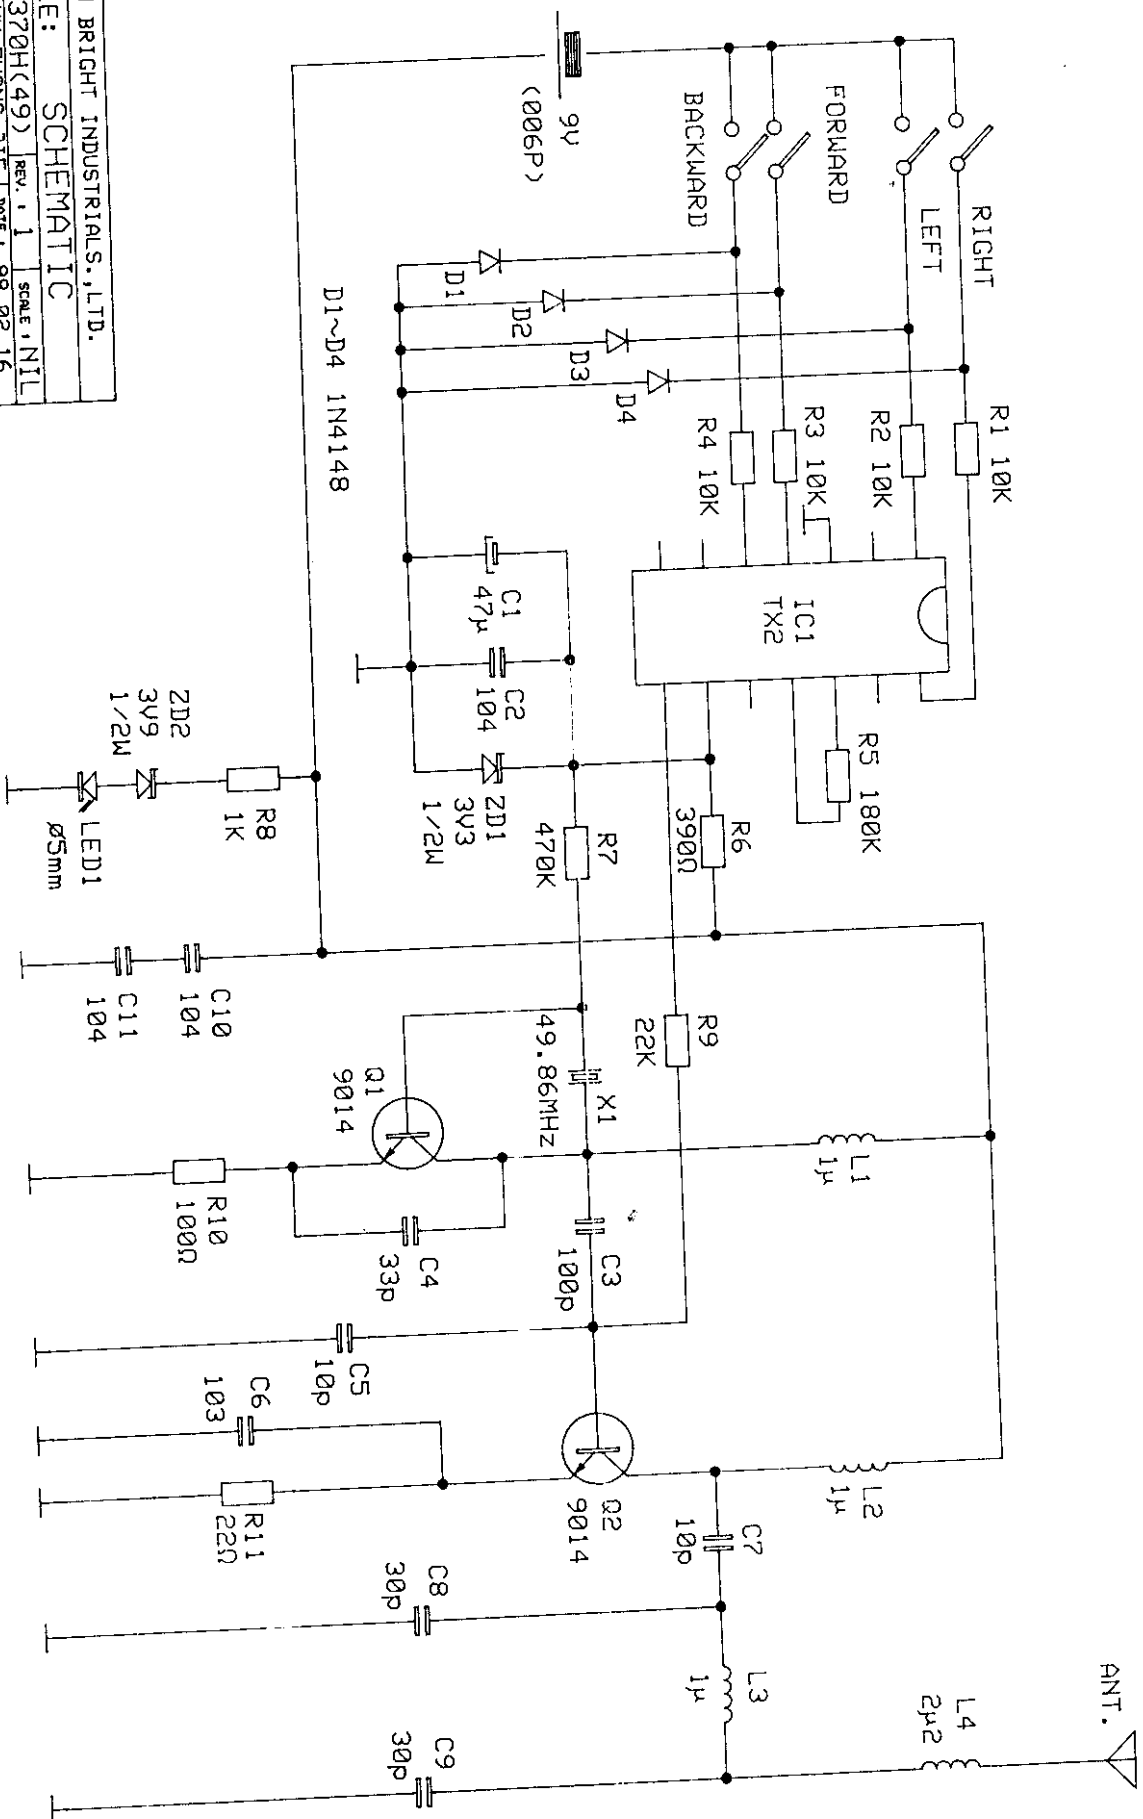 ANT.
RIGHT
LEFT
FORWARD
BACKWARD
9V
(006P)
R1 10K
R2 10K
R3 10K
R4 10K
D1
D2
D3
D4
D1~D4 1N4148
IC1
TX2
R5 180K
R6
390Ω
R7
470K
C1
47μ
C2
104
ZD1
3V3
1/2W
ZD2
3V9
1/2W
LED1
ø5mm
R8
1K
C10
104
C11
104
R9
22K
X1
49.86MHz
Q1
9014
R10
100Ω
C4
33p
C3
100p
L1
1μ
C5
10p
C6
103
R11
22Ω
Q2
9014
L2
1μ
C7
10p
C8
30p
L3
1μ
C9
30p
L4
2μ2
BRIGHT INDUSTRIALS.,LTD.
E: SCHEMATIC
370H(49) REV.: 1 SCALE: NIL
DATE: 99 02 16